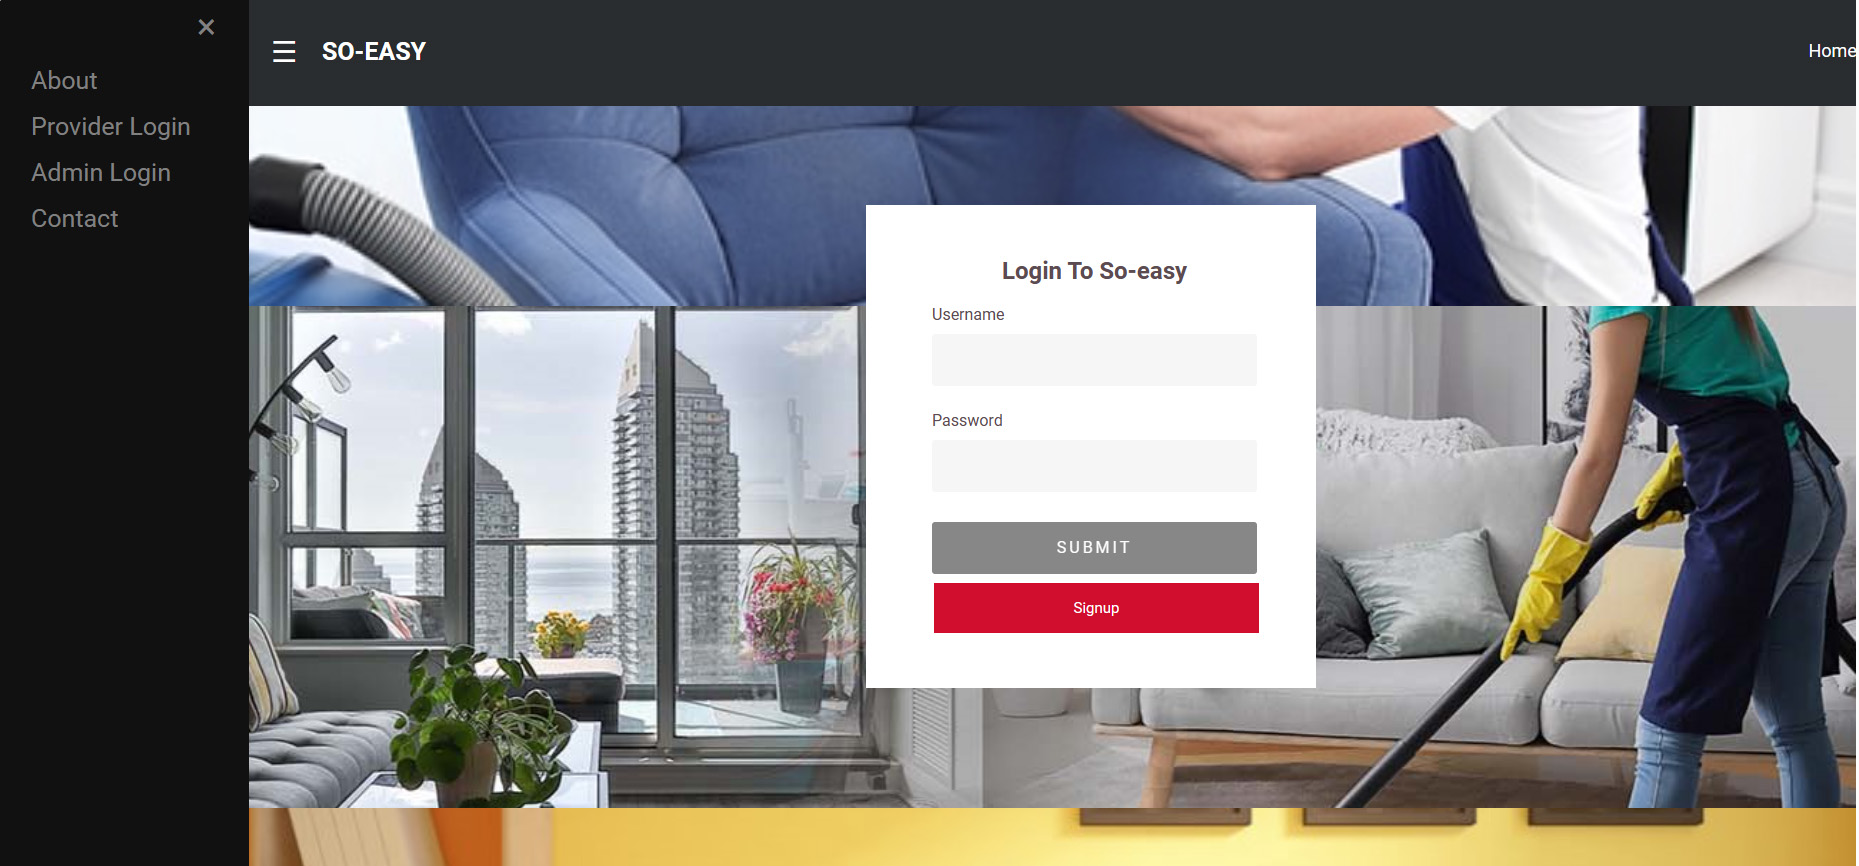 ×
About
Provider Login
Admin Login
Contact
☰ SO-EASY
Home
Login To So-easy
Username
Password
SUBMIT
Signup